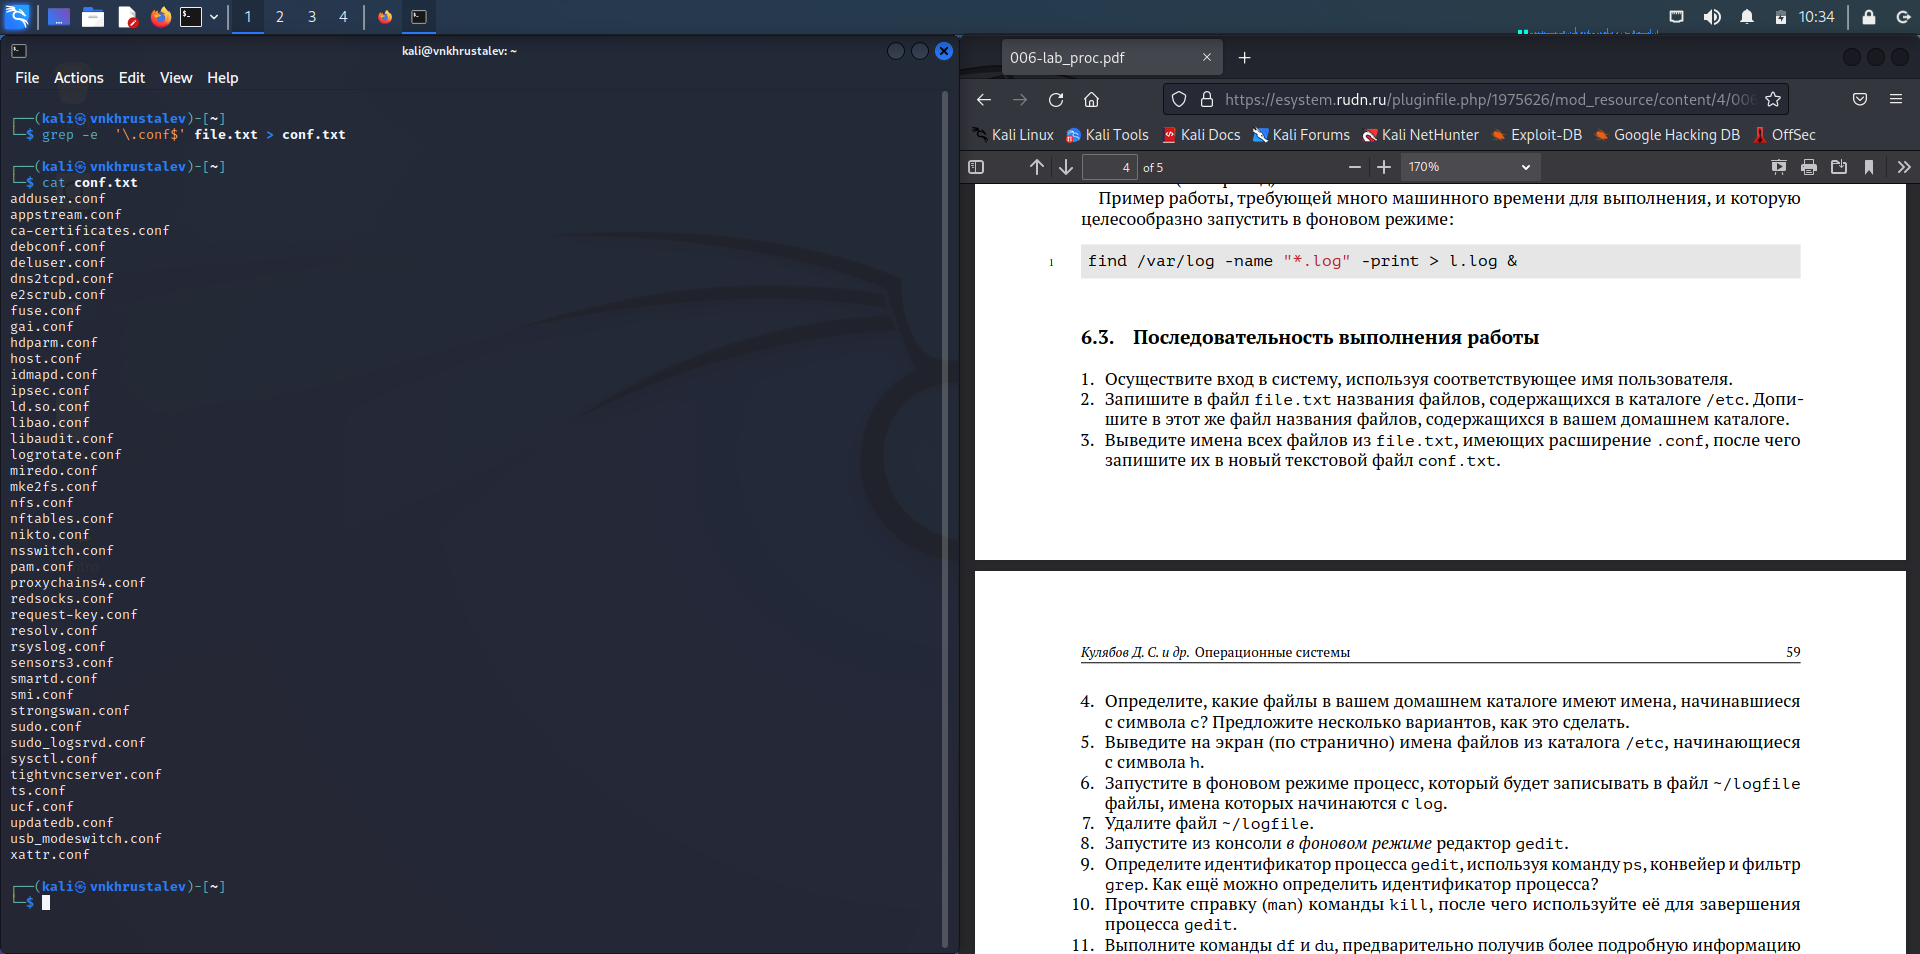 1 2 3 4
10:34
kali@vnkhrustalev: ~
File Actions Edit View Help
┌──(kali㉿vnkhrustalev)-[~]
└─$ grep -e  '\.conf$' file.txt > conf.txt
┌──(kali㉿vnkhrustalev)-[~]
└─$ cat conf.txt
adduser.conf
appstream.conf
ca-certificates.conf
debconf.conf
deluser.conf
dns2tcpd.conf
e2scrub.conf
fuse.conf
gai.conf
hdparm.conf
host.conf
idmapd.conf
ipsec.conf
ld.so.conf
libao.conf
libaudit.conf
logrotate.conf
miredo.conf
mke2fs.conf
nfs.conf
nftables.conf
nikto.conf
nsswitch.conf
pam.conf
proxychains4.conf
redsocks.conf
request-key.conf
resolv.conf
rsyslog.conf
sensors3.conf
smartd.conf
smi.conf
strongswan.conf
sudo.conf
sudo_logsrvd.conf
sysctl.conf
tightvncserver.conf
ts.conf
ucf.conf
updatedb.conf
usb_modeswitch.conf
xattr.conf
┌──(kali㉿vnkhrustalev)-[~]
└─$
006-lab_proc.pdf
https://esystem.rudn.ru/pluginfile.php/1975626/mod_resource/content/4/006
Kali Linux Kali Tools Kali Docs Kali Forums Kali NetHunter Exploit-DB Google Hacking DB OffSec
4 of 5 170%
Пример работы, требующей много машинного времени для выполнения, и которую
целесообразно запустить в фоновом режиме:
1 find /var/log -name "*.log" -print > l.log &
6.3. Последовательность выполнения работы
1. Осуществите вход в систему, используя соответствующее имя пользователя.
2. Запишите в файл file.txt названия файлов, содержащихся в каталоге /etc. Допи-
шите в этот же файл названия файлов, содержащихся в вашем домашнем каталоге.
3. Выведите имена всех файлов из file.txt, имеющих расширение .conf, после чего
запишите их в новый текстовой файл conf.txt.
Кулябов Д. С. и др. Операционные системы 59
4. Определите, какие файлы в вашем домашнем каталоге имеют имена, начинавшиеся
с символа c? Предложите несколько вариантов, как это сделать.
5. Выведите на экран (по странично) имена файлов из каталога /etc, начинающиеся
с символа h.
6. Запустите в фоновом режиме процесс, который будет записывать в файл ~/logfile
файлы, имена которых начинаются с log.
7. Удалите файл ~/logfile.
8. Запустите из консоли в фоновом режиме редактор gedit.
9. Определите идентификатор процесса gedit, используя команду ps, конвейер и фильтр
grep. Как ещё можно определить идентификатор процесса?
10. Прочтите справку (man) команды kill, после чего используйте её для завершения
процесса gedit.
11. Выполните команды df и du, предварительно получив более подробную информацию